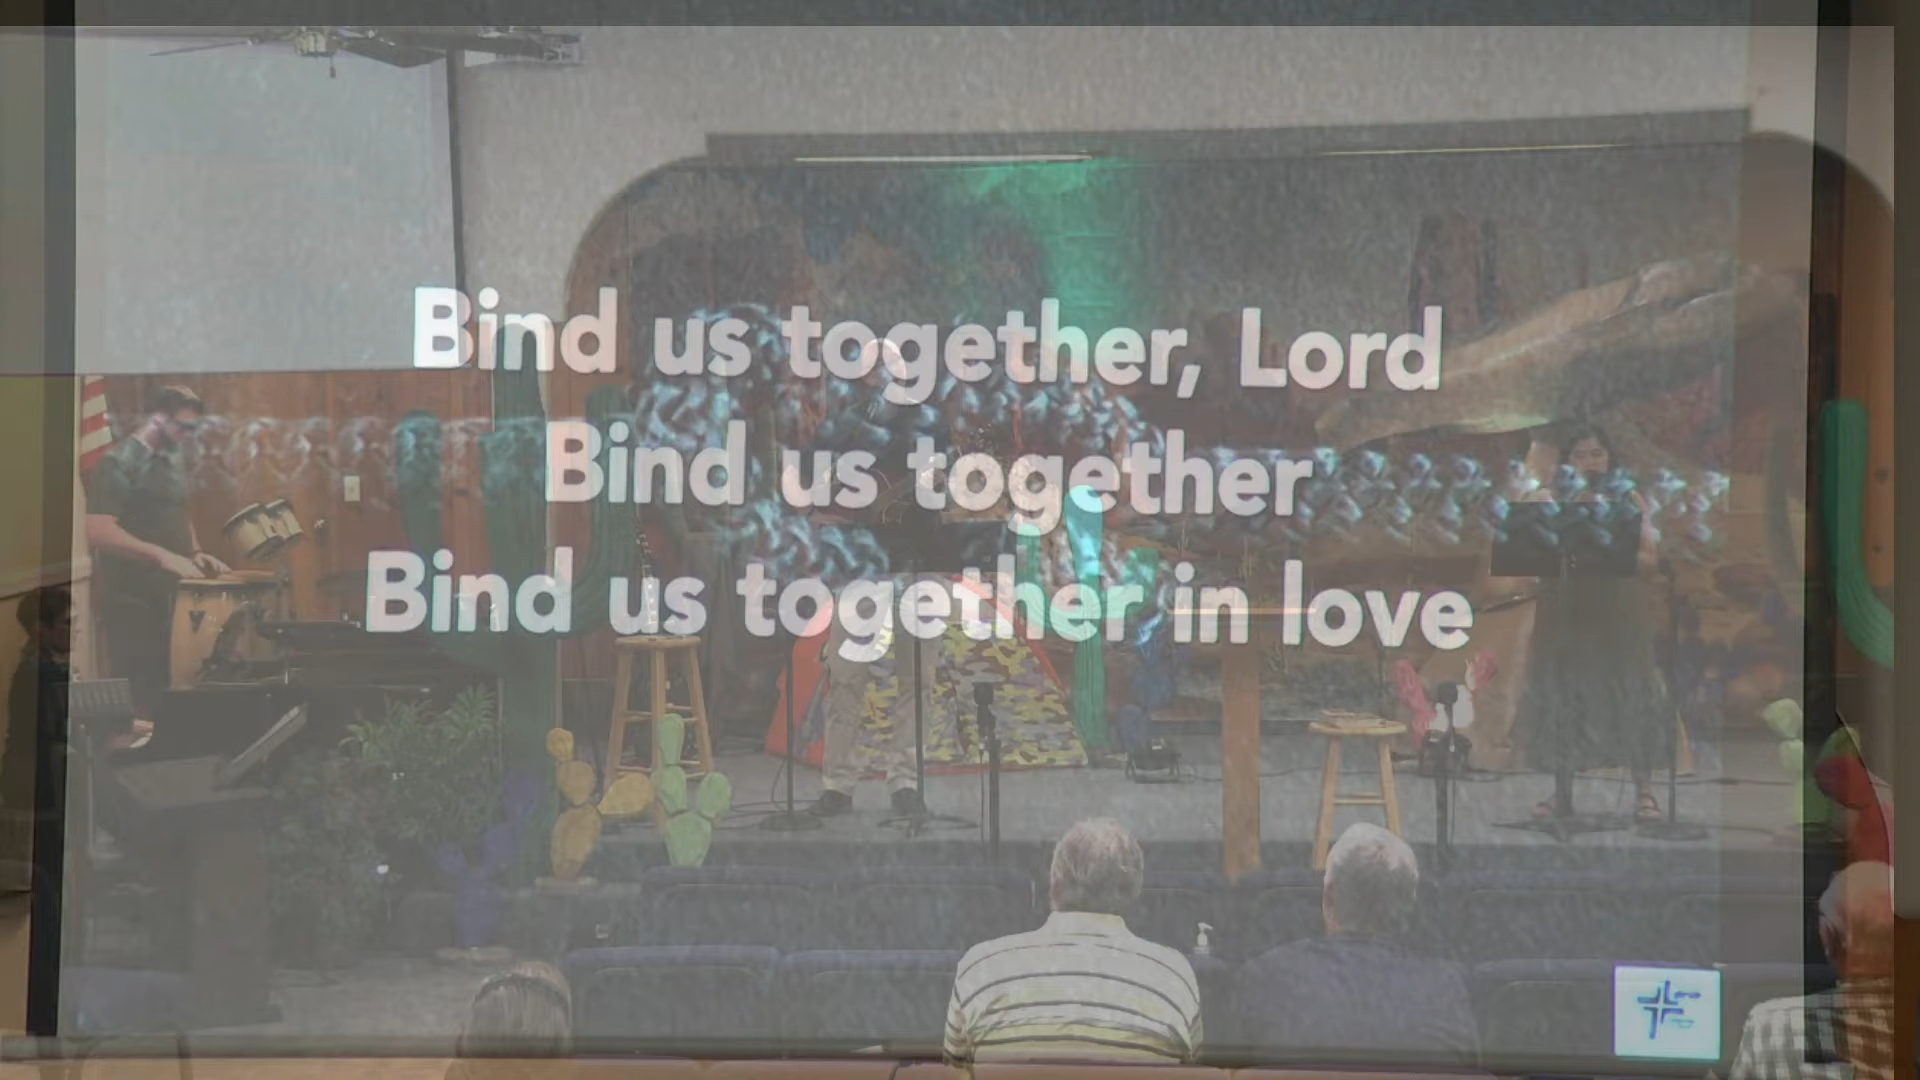 Bind us together, Lord
Bind us together
Bind us together in love